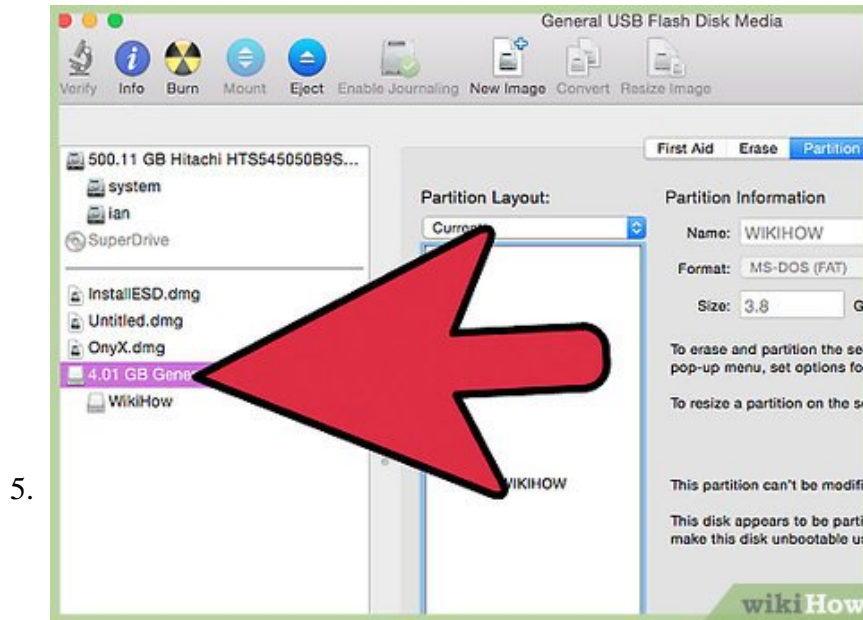 General USB Flash Disk Media
Verify Info Burn Mount Eject Enable Journaling New Image Convert Resize Image
500.11 GB Hitachi HTS545050B9S...
system
ian
SuperDrive
InstallESD.dmg
Untitled.dmg
OnyX.dmg
4.01 GB Gene
WikiHow
First Aid Erase Partition
Partition Layout:
Current
WIKIHOW
Partition Information
Name: WIKIHOW
Format: MS-DOS (FAT)
Size: 3.8 G
To erase and partition the se
pop-up menu, set options fo
To resize a partition on the s
This partition can't be modifi
This disk appears to be parti
make this disk unbootable u
5.
wikiHow